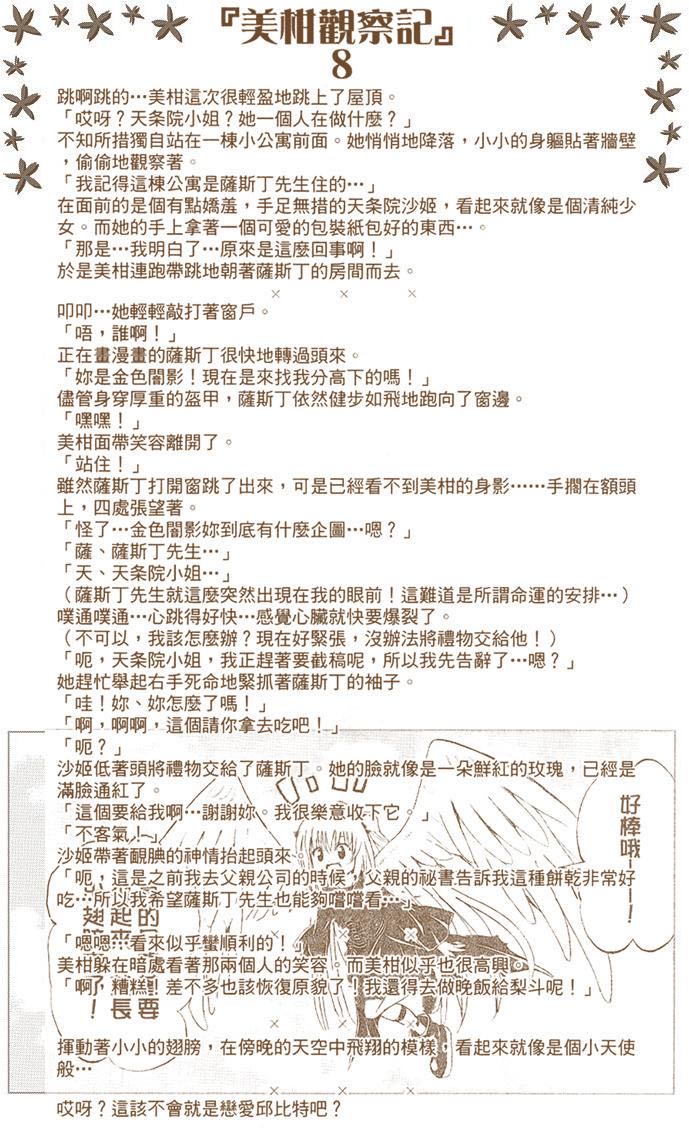 『美柑觀察記』
8
跳啊跳的…美柑這次很輕盈地跳上了屋頂。
「哎呀？天条院小姐？她一個人在做什麼？」
不知所措獨自站在一棟小公寓前面。她悄悄地降落，小小的身軀貼著牆壁
，偷偷地觀察著。
「我記得這棟公寓是薩斯丁先生住的…」
在面前的是個有點嬌羞，手足無措的天条院沙姬，看起來就像是個清純少
女。而她的手上拿著一個可愛的包裝紙包好的東西…。
「那是…我明白了…原來是這麼回事啊！」
於是美柑連跑帶跳地朝著薩斯丁的房間而去。
× × ×
叩叩…她輕輕敲打著窗戶。
「唔，誰啊！」
正在畫漫畫的薩斯丁很快地轉過頭來。
「妳是金色闇影！現在是來找我分高下的嗎！」
儘管身穿厚重的盔甲，薩斯丁依然健步如飛地跑向了窗邊。
「嘿嘿！」
美柑面帶笑容離開了。
「站住！」
雖然薩斯丁打開窗跳了出來，可是已經看不到美柑的身影……手擱在額頭
上，四處張望著。
「怪了…金色闇影妳到底有什麼企圖…嗯？」
「薩、薩斯丁先生…」
「天、天条院小姐…」
（薩斯丁先生就這麼突然出現在我的眼前！這難道是所謂命運的安排…）
噗通噗通…心跳得好快…感覺心臟就快要爆裂了。
（不可以，我該怎麼辦？現在好緊張，沒辦法將禮物交給他！）
「呃，天条院小姐，我正趕著要截稿呢，所以我先告辭了…嗯？」
她趕忙舉起右手死命地緊抓著薩斯丁的袖子。
「哇！妳、妳怎麼了嗎！」
「啊，啊啊，這個請你拿去吃吧！」
「呃？」
沙姬低著頭將禮物交給了薩斯丁。她的臉就像是一朵鮮紅的玫瑰，已經是
滿臉通紅了。
「這個要給我啊…謝謝妳。我很樂意收下它。」
「不客氣！」
沙姬帶著靦腆的神情抬起頭來。
「呃，這是之前我去父親公司的時候，父親的祕書告訴我這種餅乾非常好
吃…所以我希望薩斯丁先生也能夠嚐嚐看…」
× × ×
「嗯嗯…看來似乎蠻順利的！」
美柑躲在暗處看著那兩個人的笑容。而美柑似乎也很高興。
「啊，糟糕！差不多也該恢復原貌了！我還得去做晚飯給梨斗呢！」
× × ×
揮動著小小的翅膀，在傍晚的天空中飛翔的模樣，看起來就像是個小天使
般…
× × ×
哎呀？這該不會就是戀愛邱比特吧？
好棒哦──！